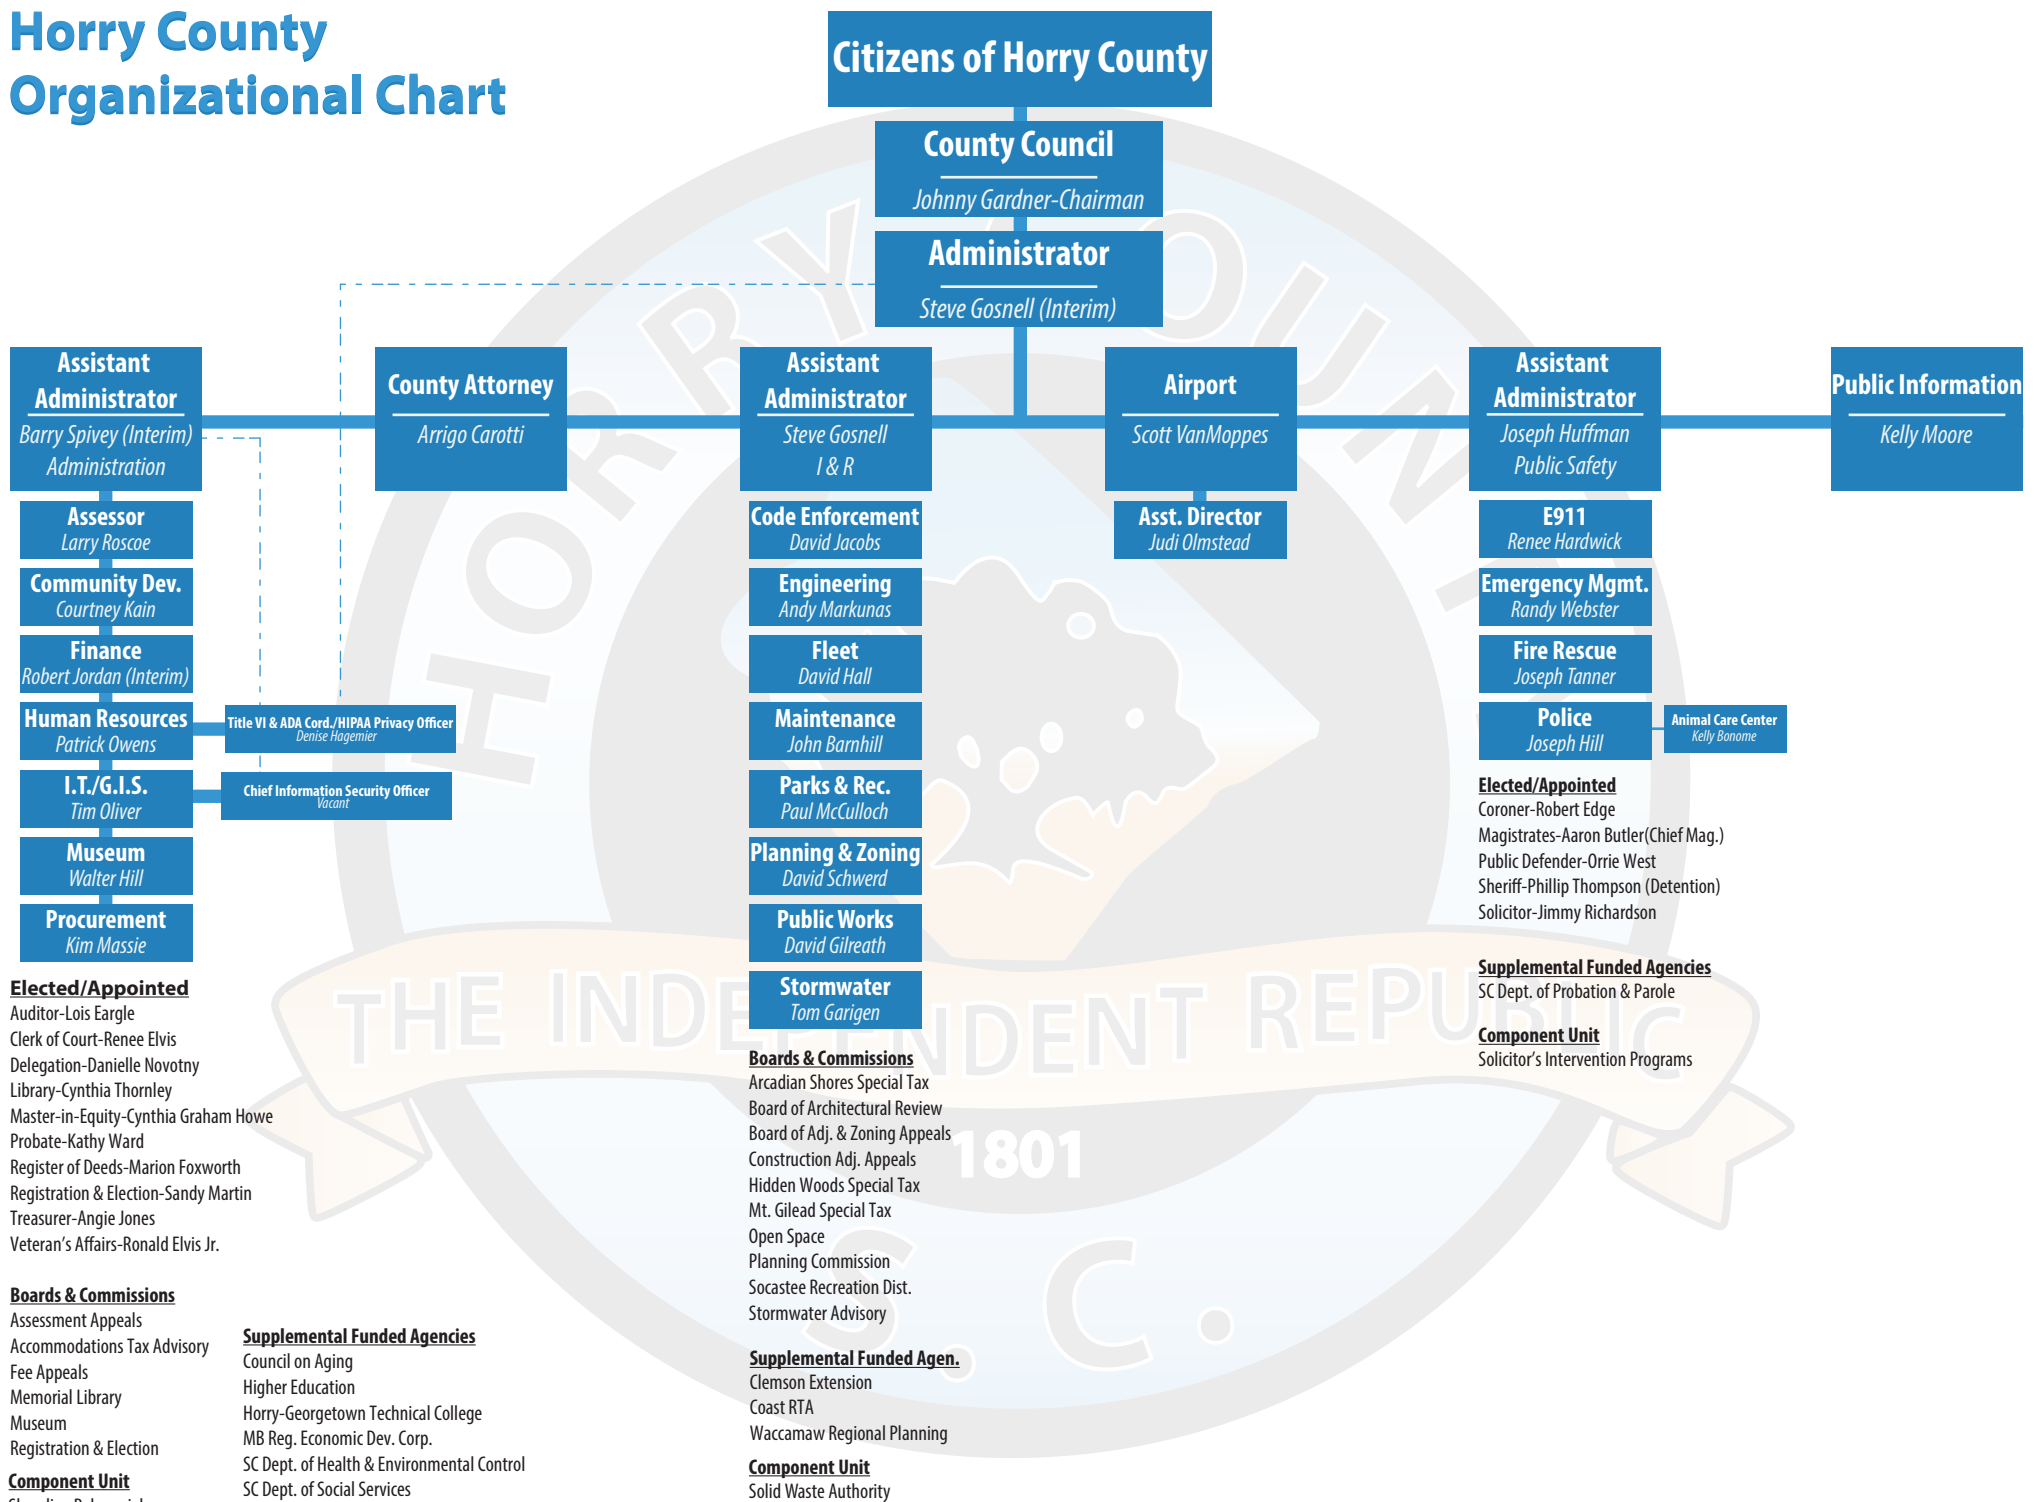 Horry County
Organizational Chart
Citizens of Horry County
County Council
Johnny Gardner-Chairman
Administrator
Steve Gosnell (Interim)
Assistant
Administrator
Barry Spivey (Interim)
Administration
County Attorney
Arrigo Carotti
Assistant
Administrator
Steve Gosnell
I & R
Airport
Scott VanMoppes
Assistant
Administrator
Joseph Huffman
Public Safety
Public Information
Kelly Moore
Assessor
Larry Roscoe
Community Dev.
Courtney Kain
Finance
Robert Jordan (Interim)
Human Resources
Patrick Owens
Title VI & ADA Cord./HIPAA Privacy Officer
Denise Hagemier
I.T./G.I.S.
Tim Oliver
Chief Information Security Officer
Vacant
Museum
Walter Hill
Procurement
Kim Massie
Elected/Appointed
Auditor-Lois Eargle
Clerk of Court-Renee Elvis
Delegation-Danielle Novotny
Library-Cynthia Thornley
Master-in-Equity-Cynthia Graham Howe
Probate-Kathy Ward
Register of Deeds-Marion Foxworth
Registration & Election-Sandy Martin
Treasurer-Angie Jones
Veteran's Affairs-Ronald Elvis Jr.
Boards & Commissions
Assessment Appeals
Accommodations Tax Advisory
Fee Appeals
Memorial Library
Museum
Registration & Election
Component Unit
Supplemental Funded Agencies
Council on Aging
Higher Education
Horry-Georgetown Technical College
MB Reg. Economic Dev. Corp.
SC Dept. of Health & Environmental Control
SC Dept. of Social Services
Code Enforcement
David Jacobs
Engineering
Andy Markunas
Fleet
David Hall
Maintenance
John Barnhill
Parks & Rec.
Paul McCulloch
Planning & Zoning
David Schwerd
Public Works
David Gilreath
Stormwater
Tom Garigen
Boards & Commissions
Arcadian Shores Special Tax
Board of Architectural Review
Board of Adj. & Zoning Appeals
Construction Adj. Appeals
Hidden Woods Special Tax
Mt. Gilead Special Tax
Open Space
Planning Commission
Socastee Recreation Dist.
Stormwater Advisory
Supplemental Funded Agen.
Clemson Extension
Coast RTA
Waccamaw Regional Planning
Component Unit
Solid Waste Authority
Asst. Director
Judi Olmstead
E911
Renee Hardwick
Emergency Mgmt.
Randy Webster
Fire Rescue
Joseph Tanner
Police
Joseph Hill
Animal Care Center
Kelly Bonome
Elected/Appointed
Coroner-Robert Edge
Magistrates-Aaron Butler(Chief Mag.)
Public Defender-Orrie West
Sheriff-Phillip Thompson (Detention)
Solicitor-Jimmy Richardson
Supplemental Funded Agencies
SC Dept. of Probation & Parole
Component Unit
Solicitor's Intervention Programs
HORRY COUNTY
THE INDEPENDENT REPUBLIC
1801
S. C.